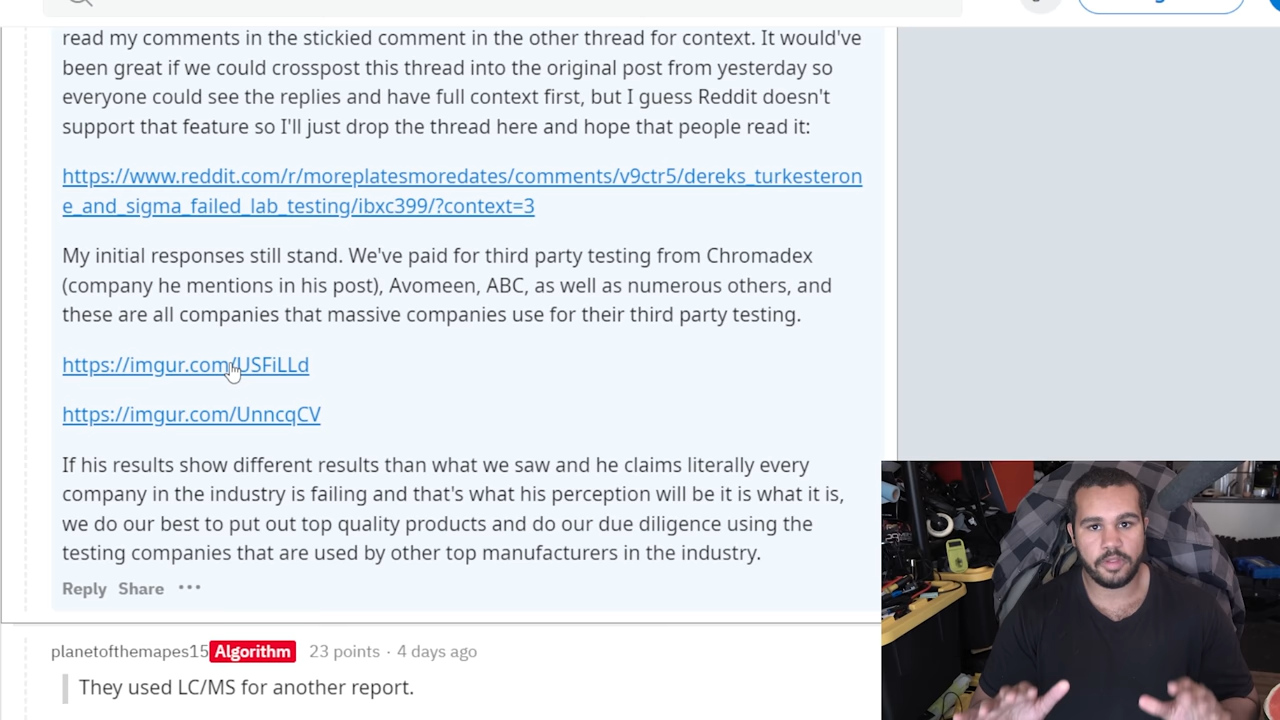 read my comments in the stickied comment in the other thread for context. It would've
been great if we could crosspost this thread into the original post from yesterday so
everyone could see the replies and have full context first, but I guess Reddit doesn't
support that feature so I'll just drop the thread here and hope that people read it:
https://www.reddit.com/r/moreplatesmoredates/comments/v9ctr5/dereks_turkesteron
e_and_sigma_failed_lab_testing/ibxc399/?context=3
My initial responses still stand. We've paid for third party testing from Chromadex
(company he mentions in his post), Avomeen, ABC, as well as numerous others, and
these are all companies that massive companies use for their third party testing.
https://imgur.com/USFiLLd
https://imgur.com/UnncqCV
If his results show different results than what we saw and he claims literally every
company in the industry is failing and that's what his perception will be it is what it is,
we do our best to put out top quality products and do our due diligence using the
testing companies that are used by other top manufacturers in the industry.
Reply Share ···
planetofthemapes15 Algorithm 23 points · 4 days ago
They used LC/MS for another report.